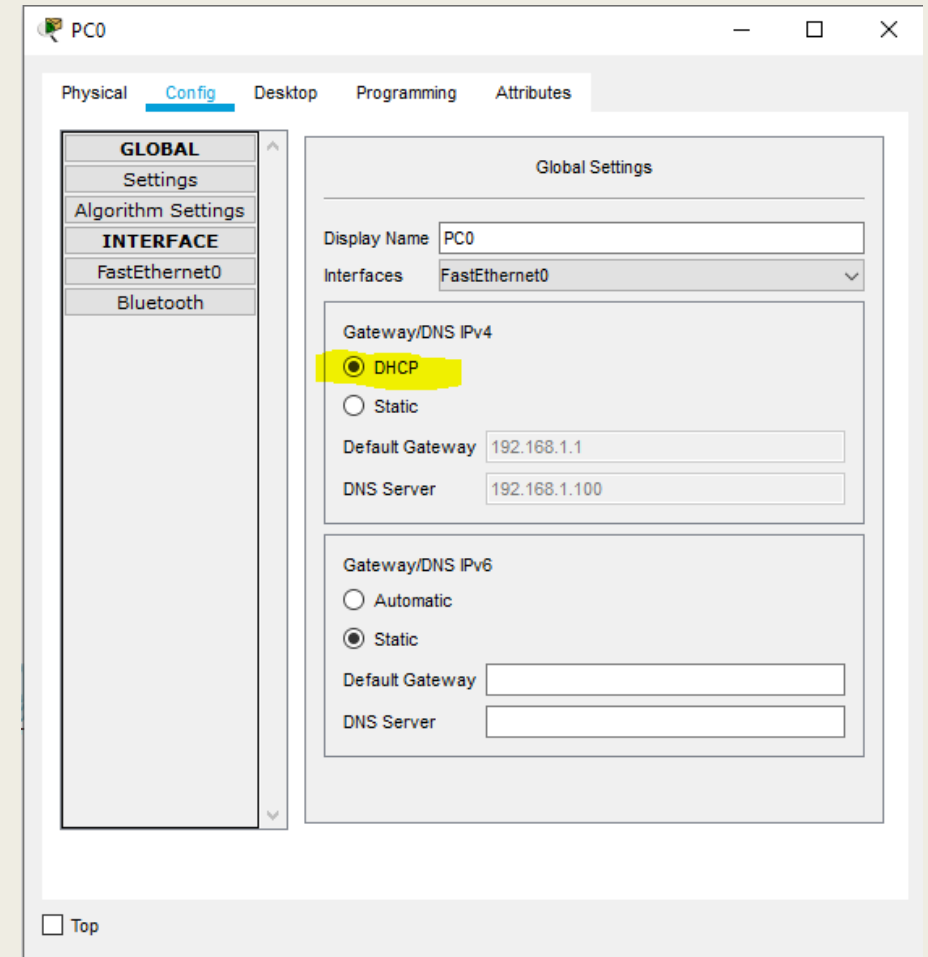 PC0
Physical Config Desktop Programming Attributes
GLOBAL
Settings
Algorithm Settings
INTERFACE
FastEthernet0
Bluetooth
Global Settings
Display Name PC0
Interfaces FastEthernet0
Gateway/DNS IPv4
DHCP
Static
Default Gateway 192.168.1.1
DNS Server 192.168.1.100
Gateway/DNS IPv6
Automatic
Static
Default Gateway
DNS Server
Top